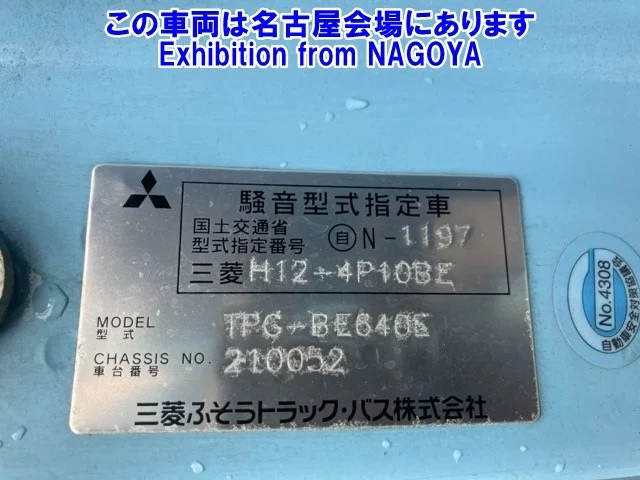 この車両は名古屋会場にあります
Exhibition from NAGOYA
騒音型式指定車
国土交通省
型式指定番号 自 N-1197
三菱 H12-4P10BE
MODEL
型式 TPG-BE640E
CHASSIS NO.
車台番号 210052
三菱ふそうトラック・バス株式会社
No.4308